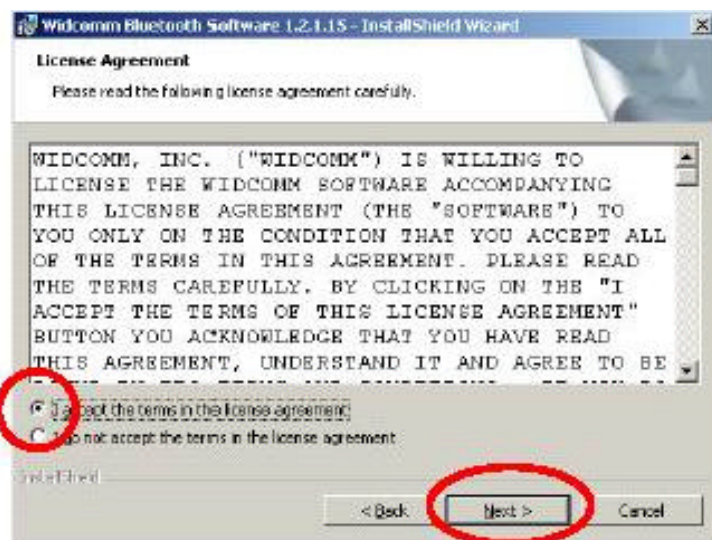 Widcomm Bluetooth Software 1.2.1.15 - InstallShield Wizard
License Agreement
Please read the following license agreement carefully.
WIDCOMM, INC. ("WIDCOMM") IS WILLING TO
LICENSE THE WIDCOMM SOFTWARE ACCOMPANYING
THIS LICENSE AGREEMENT (THE "SOFTWARE") TO
YOU ONLY ON THE CONDITION THAT YOU ACCEPT ALL
OF THE TERMS IN THIS AGREEMENT. PLEASE READ
THE TERMS CAREFULLY. BY CLICKING ON THE "I
ACCEPT THE TERMS OF THIS LICENSE AGREEMENT"
BUTTON YOU ACKNOWLEDGE THAT YOU HAVE READ
THIS AGREEMENT, UNDERSTAND IT AND AGREE TO BE
I accept the terms in the license agreement
I do not accept the terms in the license agreement
InstallShield
< Back
Next >
Cancel